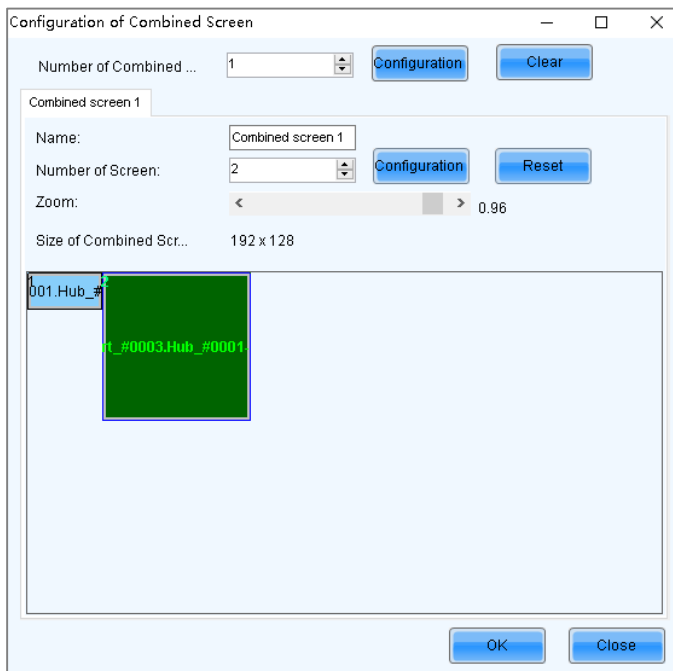 Configuration of Combined Screen
Number of Combined ... 1 Configuration Clear
Combined screen 1
Name: Combined screen 1
Number of Screen: 2 Configuration Reset
Zoom: 0.96
Size of Combined Scr... 192 x 128
1 2
001.Hub_#
rt_#0003.Hub_#0001-
OK Close